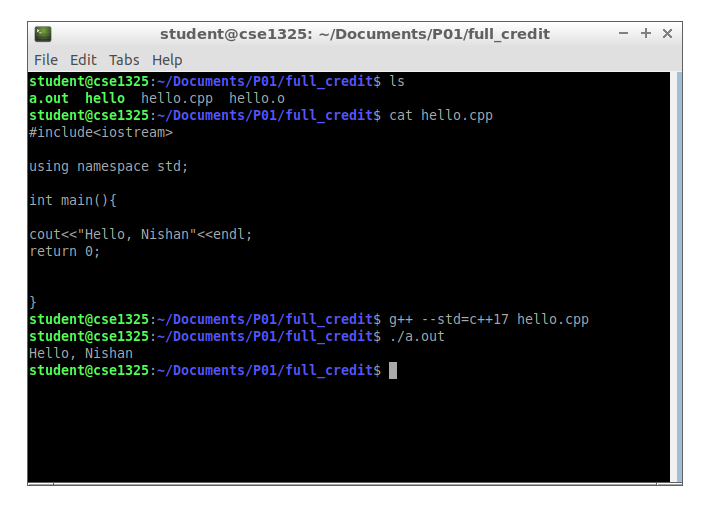 student@cse1325: ~/Documents/P01/full_credit
File Edit Tabs Help
student@cse1325:~/Documents/P01/full_credit$ ls
a.out  hello  hello.cpp  hello.o
student@cse1325:~/Documents/P01/full_credit$ cat hello.cpp
#include<iostream>
using namespace std;
int main(){
cout<<"Hello, Nishan"<<endl;
return 0;
}
student@cse1325:~/Documents/P01/full_credit$ g++ --std=c++17 hello.cpp
student@cse1325:~/Documents/P01/full_credit$ ./a.out
Hello, Nishan
student@cse1325:~/Documents/P01/full_credit$